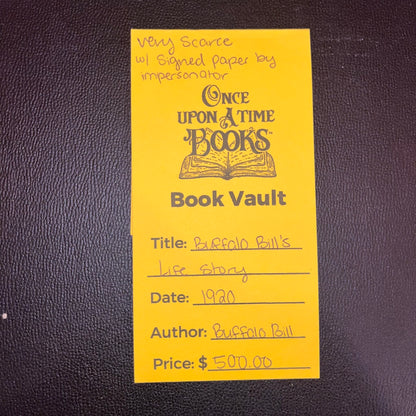 very scarce
w/ signed paper by
impersonator
ONCE
UPON A TIME
BOOKS™
Book Vault
Title: Buffalo Bill's
Life Story
Date: 1920
Author: Buffalo Bill
Price: $ 500.00